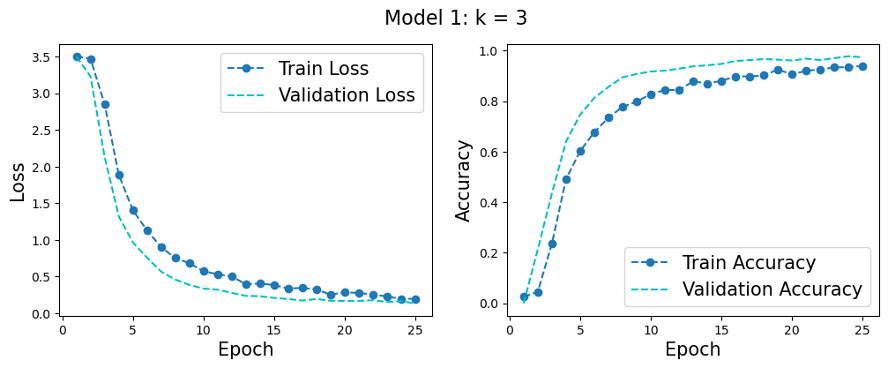 Model 1: k = 3
Loss
3.5
3.0
2.5
2.0
1.5
1.0
0.5
0.0
Train Loss
Validation Loss
0 5 10 15 20 25
Epoch
Accuracy
1.0
0.8
0.6
0.4
0.2
0.0
Train Accuracy
Validation Accuracy
0 5 10 15 20 25
Epoch